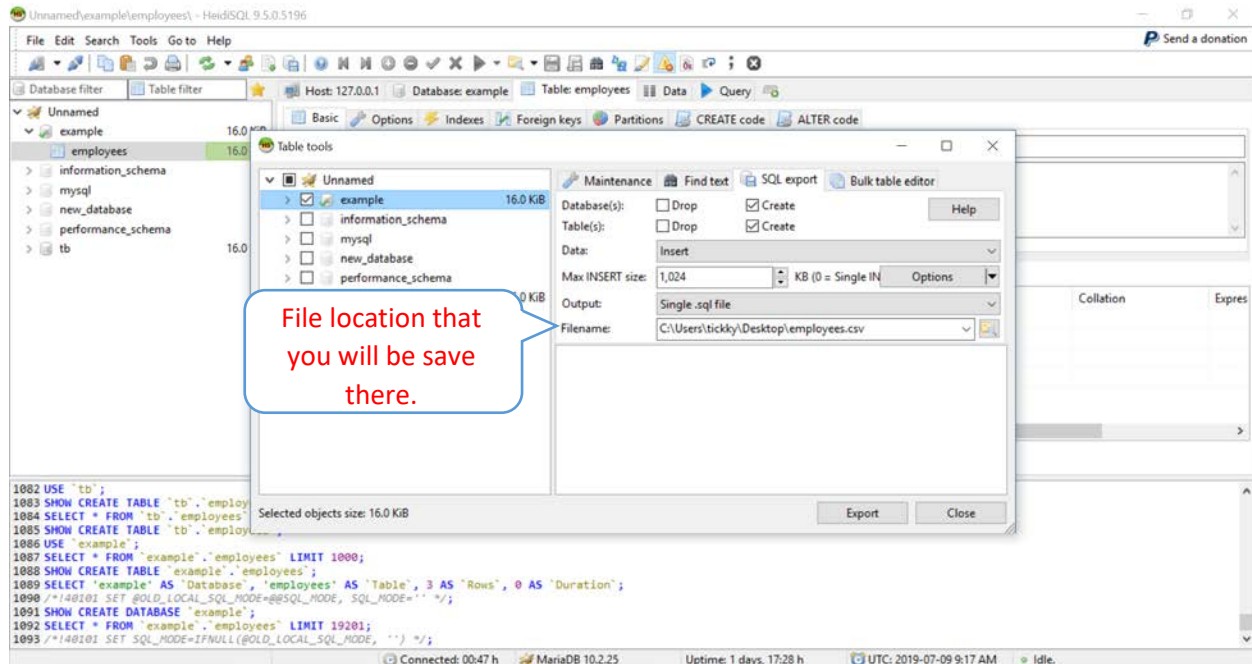 Unnamed\example\employees\ - HeidiSQL 9.5.0.5196
File Edit Search Tools Go to Help
Send a donation
Database filter Table filter
Host: 127.0.0.1 Database: example Table: employees Data Query
Unnamed
example 16.0 KiB
employees 16.0
information_schema
mysql
new_database
performance_schema
tb 16.0
Basic Options Indexes Foreign keys Partitions CREATE code ALTER code
Table tools
Unnamed
example 16.0 KiB
information_schema
mysql
new_database
performance_schema
.0 KiB
Maintenance Find text SQL export Bulk table editor
Database(s): Drop Create Help
Table(s): Drop Create
Data: Insert
Max INSERT size: 1,024 KB (0 = Single IN Options
Output: Single .sql file
Filename: C:\Users\tickky\Desktop\employees.csv
File location that
you will be save
there.
Collation Expres
Selected objects size: 16.0 KiB Export Close
1082 USE `tb`;
1083 SHOW CREATE TABLE `tb`.`employ
1084 SELECT * FROM `tb`.`employees`
1085 SHOW CREATE TABLE `tb`.`employees`;
1086 USE `example`;
1087 SELECT * FROM `example`.`employees` LIMIT 1000;
1088 SHOW CREATE TABLE `example`.`employees`;
1089 SELECT 'example' AS `Database`, 'employees' AS `Table`, 3 AS `Rows`, 0 AS `Duration`;
1090 /*!40101 SET @OLD_LOCAL_SQL_MODE=@@SQL_MODE, SQL_MODE='' */;
1091 SHOW CREATE DATABASE `example`;
1092 SELECT * FROM `example`.`employees` LIMIT 19201;
1093 /*!40101 SET SQL_MODE=IFNULL(@OLD_LOCAL_SQL_MODE, '') */;
Connected: 00:47 h MariaDB 10.2.25 Uptime: 1 days, 17:28 h UTC: 2019-07-09 9:17 AM Idle.